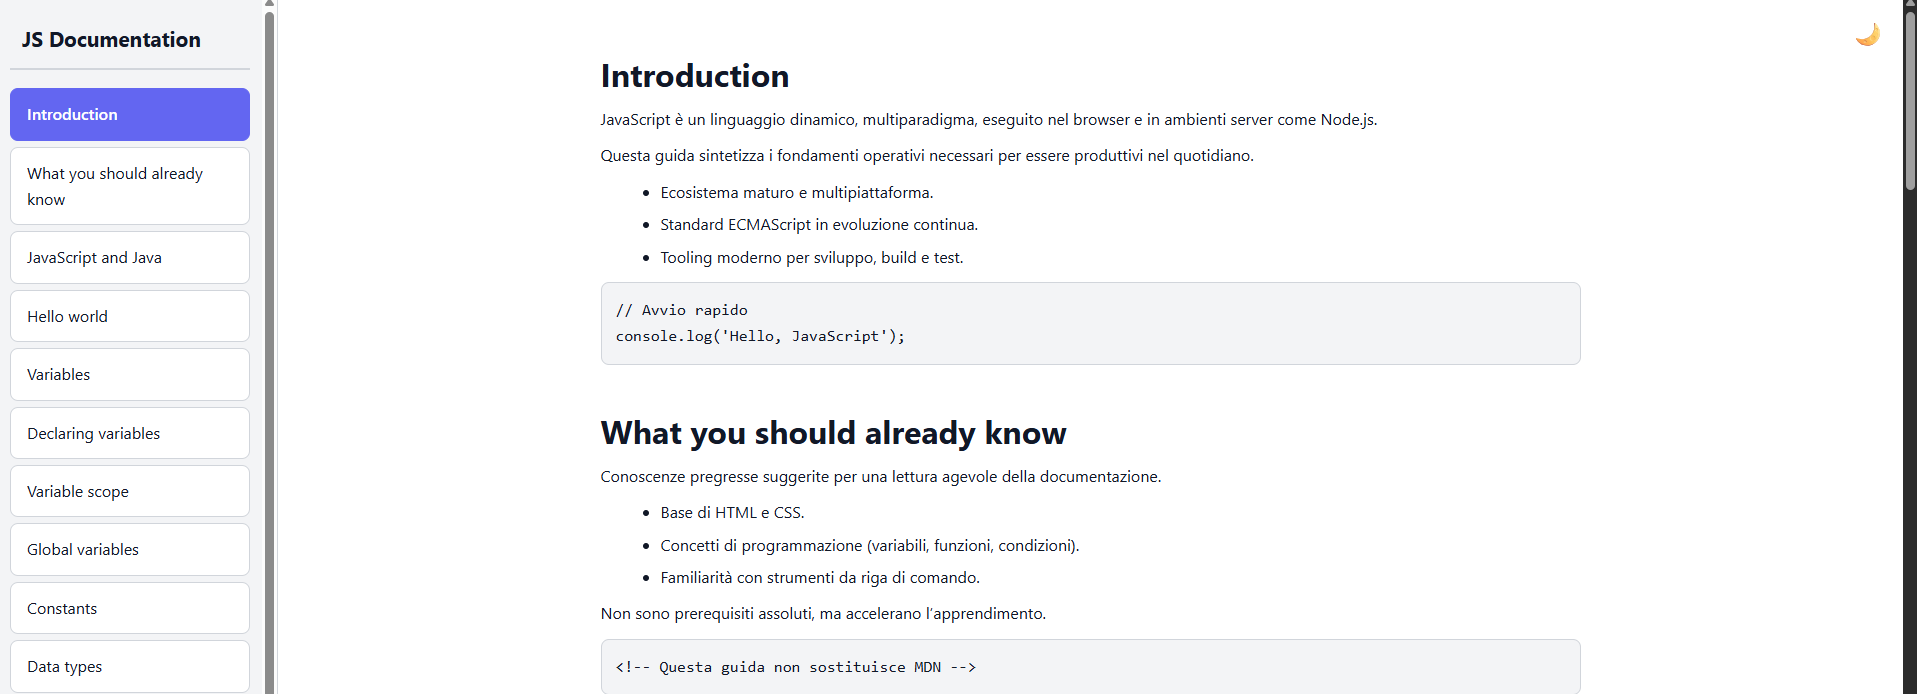 JS Documentation
Introduction
What you should already
know
JavaScript and Java
Hello world
Variables
Declaring variables
Variable scope
Global variables
Constants
Data types
Introduction
JavaScript è un linguaggio dinamico, multiparadigma, eseguito nel browser e in ambienti server come Node.js.
Questa guida sintetizza i fondamenti operativi necessari per essere produttivi nel quotidiano.
• Ecosistema maturo e multipiattaforma.
• Standard ECMAScript in evoluzione continua.
• Tooling moderno per sviluppo, build e test.
// Avvio rapido
console.log('Hello, JavaScript');
What you should already know
Conoscenze pregresse suggerite per una lettura agevole della documentazione.
• Base di HTML e CSS.
• Concetti di programmazione (variabili, funzioni, condizioni).
• Familiarità con strumenti da riga di comando.
Non sono prerequisiti assoluti, ma accelerano l’apprendimento.
<!-- Questa guida non sostituisce MDN -->